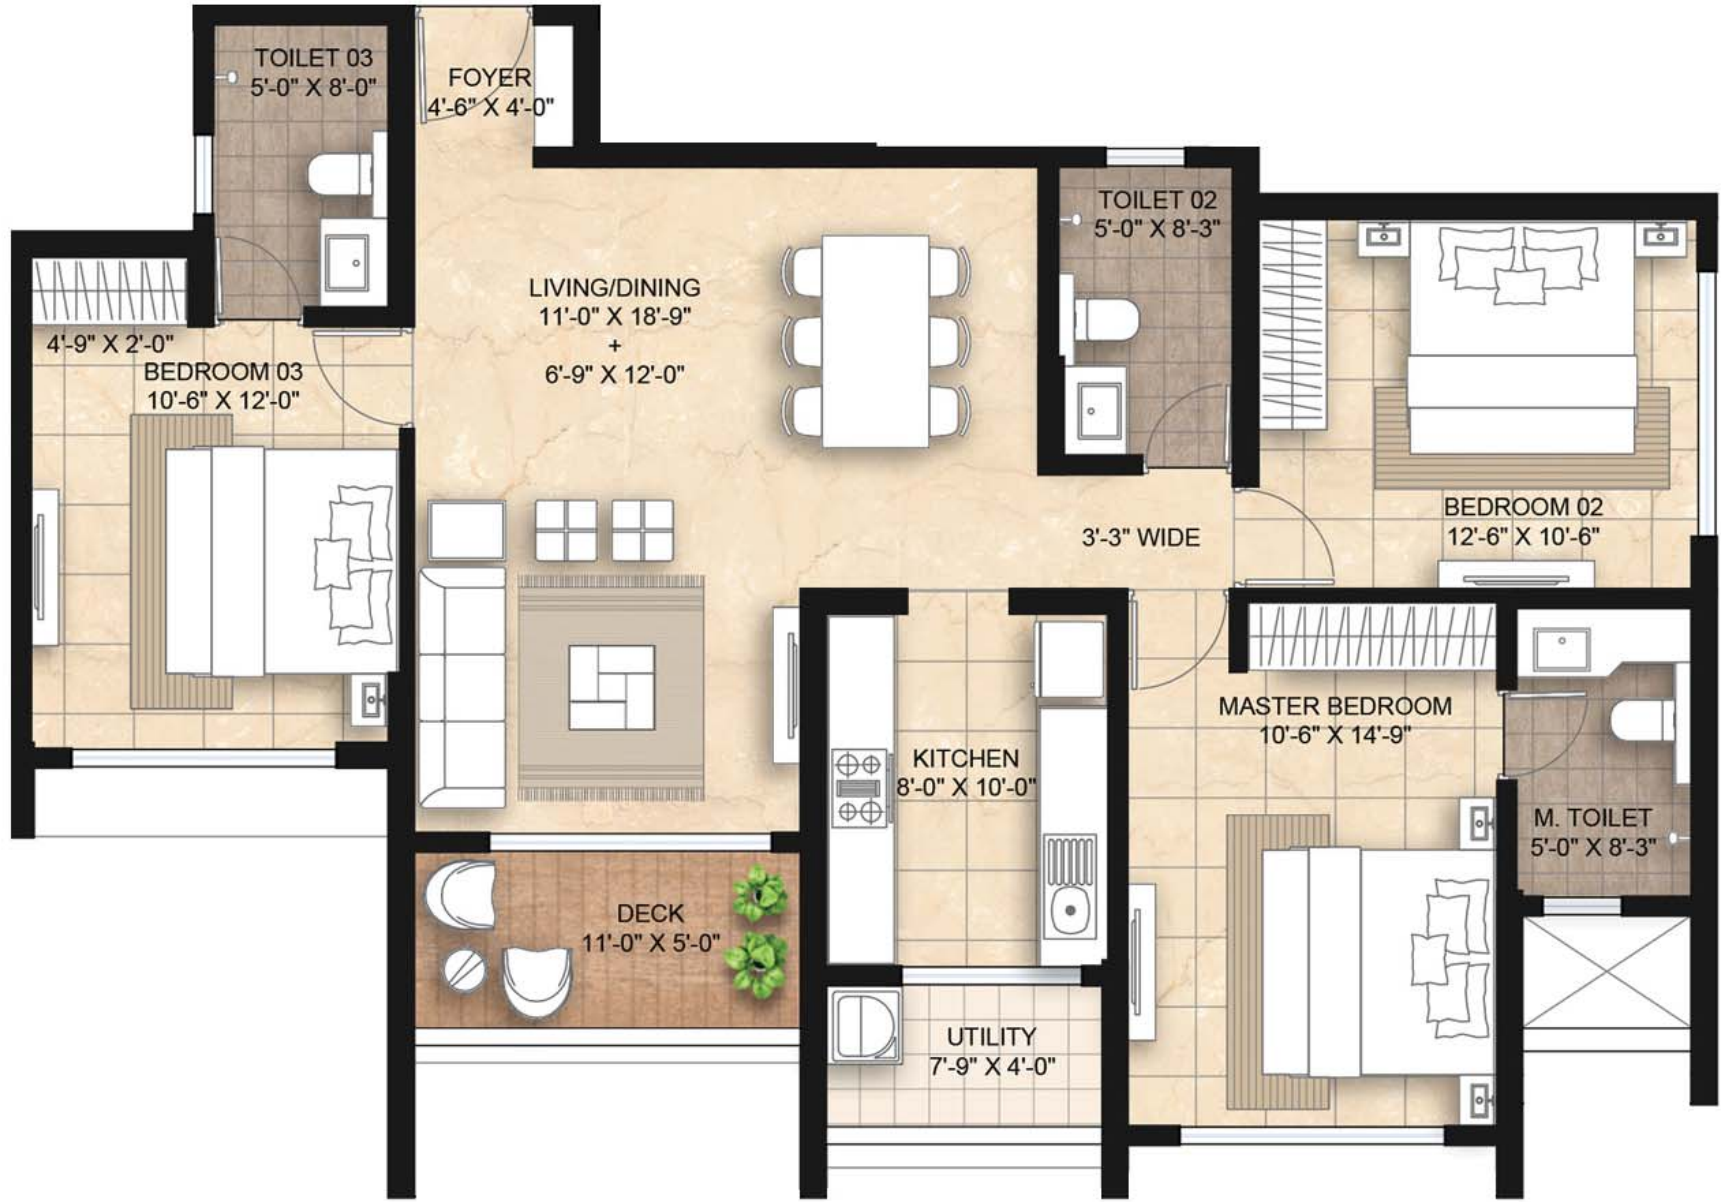 TOILET 03
5'-0" X 8'-0"
FOYER
4'-6" X 4'-0"
TOILET 02
5'-0" X 8'-3"
LIVING/DINING
11'-0" X 18'-9"
+
6'-9" X 12'-0"
4'-9" X 2'-0"
BEDROOM 03
10'-6" X 12'-0"
BEDROOM 02
12'-6" X 10'-6"
3'-3" WIDE
MASTER BEDROOM
10'-6" X 14'-9"
KITCHEN
8'-0" X 10'-0"
M. TOILET
5'-0" X 8'-3"
DECK
11'-0" X 5'-0"
UTILITY
7'-9" X 4'-0"